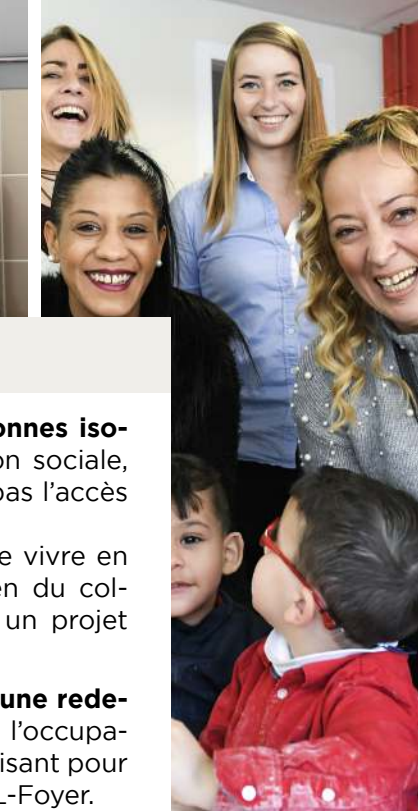 onnes iso-
on sociale,
pas l'accès
e vivre en
en du col-
un projet
une rede-
l'occupa-
isant pour
L-Foyer.